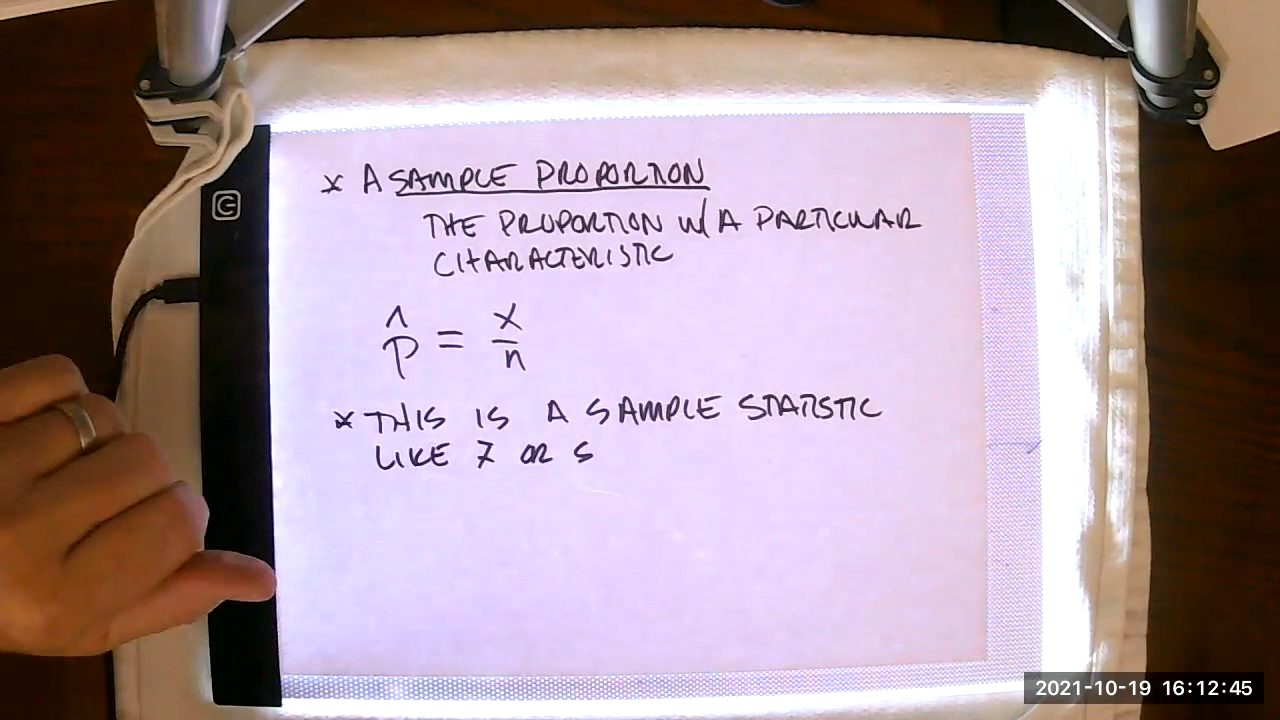 * A SAMPLE PROPORTION
THE PROPORTION W/ A PARTICULAR
CHARACTERISTIC
p̂ = x/n
* THIS IS A SAMPLE STATISTIC
LIKE x̄ OR S
2021-10-19 16:12:45